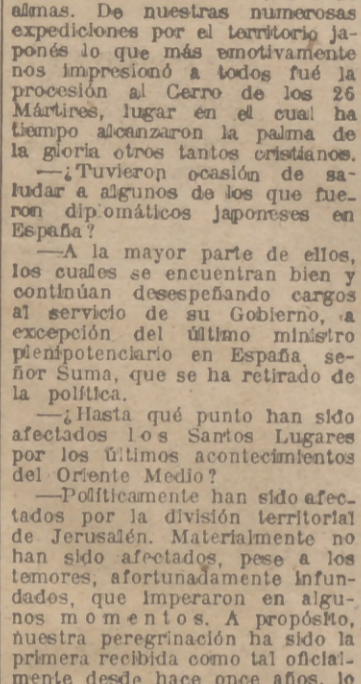 almas. De nuestras numerosas
expediciones por el territorio ja-
ponés lo que más emotivamente
nos impresionó a todos fué la
procesión al Cerro de los 26
Mártires, lugar en el cual ha
tiempo alcanzaron la palma de
la gloria otros tantos cristianos.
—¿Tuvieron ocasión de sa-
ludar a algunos de los que fue-
ron diplomáticos japoneses en
España?
—A la mayor parte de ellos,
los cuales se encuentran bien y
continúan desespeñando cargos
al servicio de su Gobierno, a
excepción del último ministro
plenipotenciario en España, se-
ñor Suma, que se ha retirado de
la política.
—¿Hasta qué punto han sido
afectados los Santos Lugares
por los últimos acontecimientos
del Oriente Medio?
—Políticamente han sido afec-
tados por la división territorial
de Jerusalén. Materialmente no
han sido afectados, pese a los
temores, afortunadamente infun-
dados, que imperaron en algu-
nos momentos. A propósito,
nuestra peregrinación ha sido la
primera recibida como tal oficial-
mente desde hace once años, lo